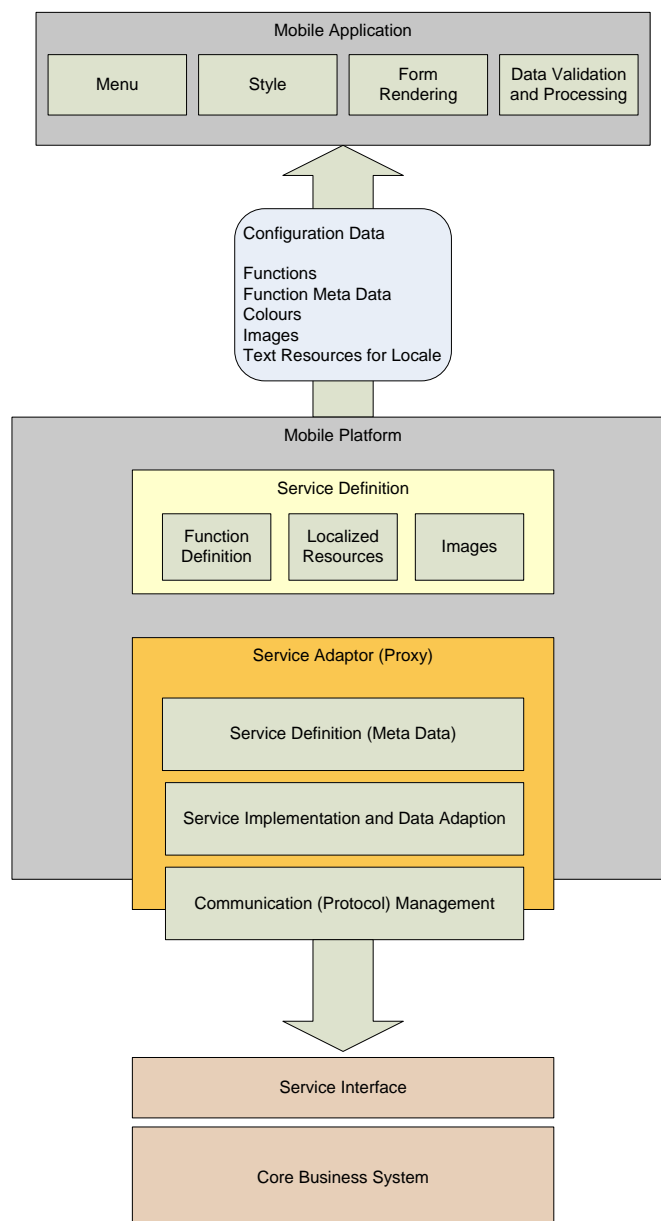 Mobile Application
Menu
Style
Form
Rendering
Data Validation
and Processing
Configuration Data
Functions
Function Meta Data
Colours
Images
Text Resources for Locale
Mobile Platform
Service Definition
Function
Definition
Localized
Resources
Images
Service Adaptor (Proxy)
Service Definition (Meta Data)
Service Implementation and Data Adaption
Communication (Protocol) Management
Service Interface
Core Business System